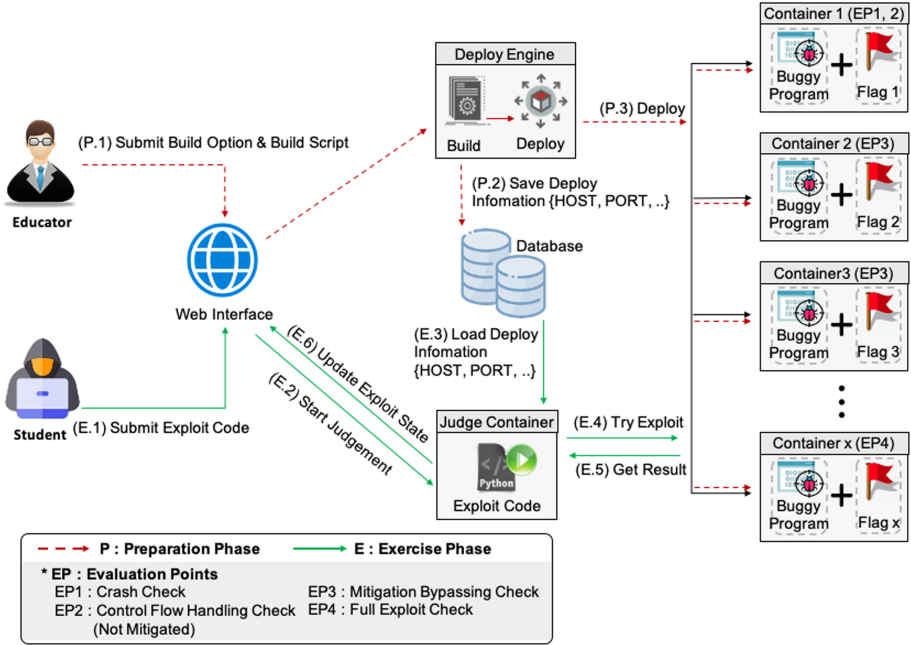 Container 1 (EP1, 2)
Buggy
Program
+
Flag 1
Deploy Engine
Build
Deploy
(P.3) Deploy
(P.1) Submit Build Option & Build Script
Educator
(P.2) Save Deploy
Infomation {HOST, PORT, ..}
Container 2 (EP3)
Buggy
Program
+
Flag 2
Database
Web Interface
Container3 (EP3)
Buggy
Program
+
Flag 3
(E.3) Load Deploy
Infomation
{HOST, PORT, ..}
(E.6) Update Exploit State
(E.2) Start Judgement
Student
(E.1) Submit Exploit Code
Judge Container
</>
Python
Exploit Code
(E.4) Try Exploit
(E.5) Get Result
Container x (EP4)
Buggy
Program
+
Flag x
P : Preparation Phase
E : Exercise Phase
* EP : Evaluation Points
EP1 : Crash Check
EP2 : Control Flow Handling Check
(Not Mitigated)
EP3 : Mitigation Bypassing Check
EP4 : Full Exploit Check